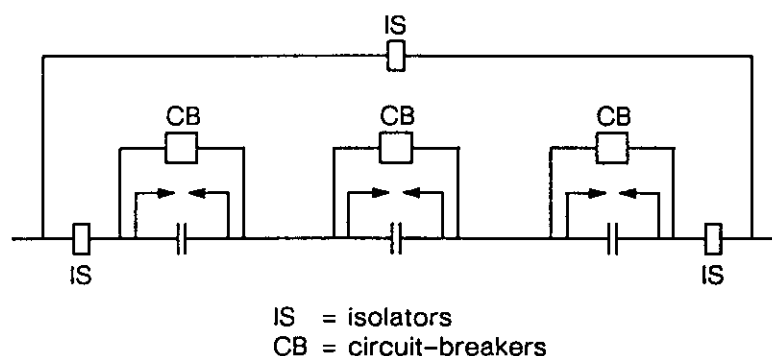 IS
CB CB CB
IS IS
IS = isolators
CB = circuit-breakers